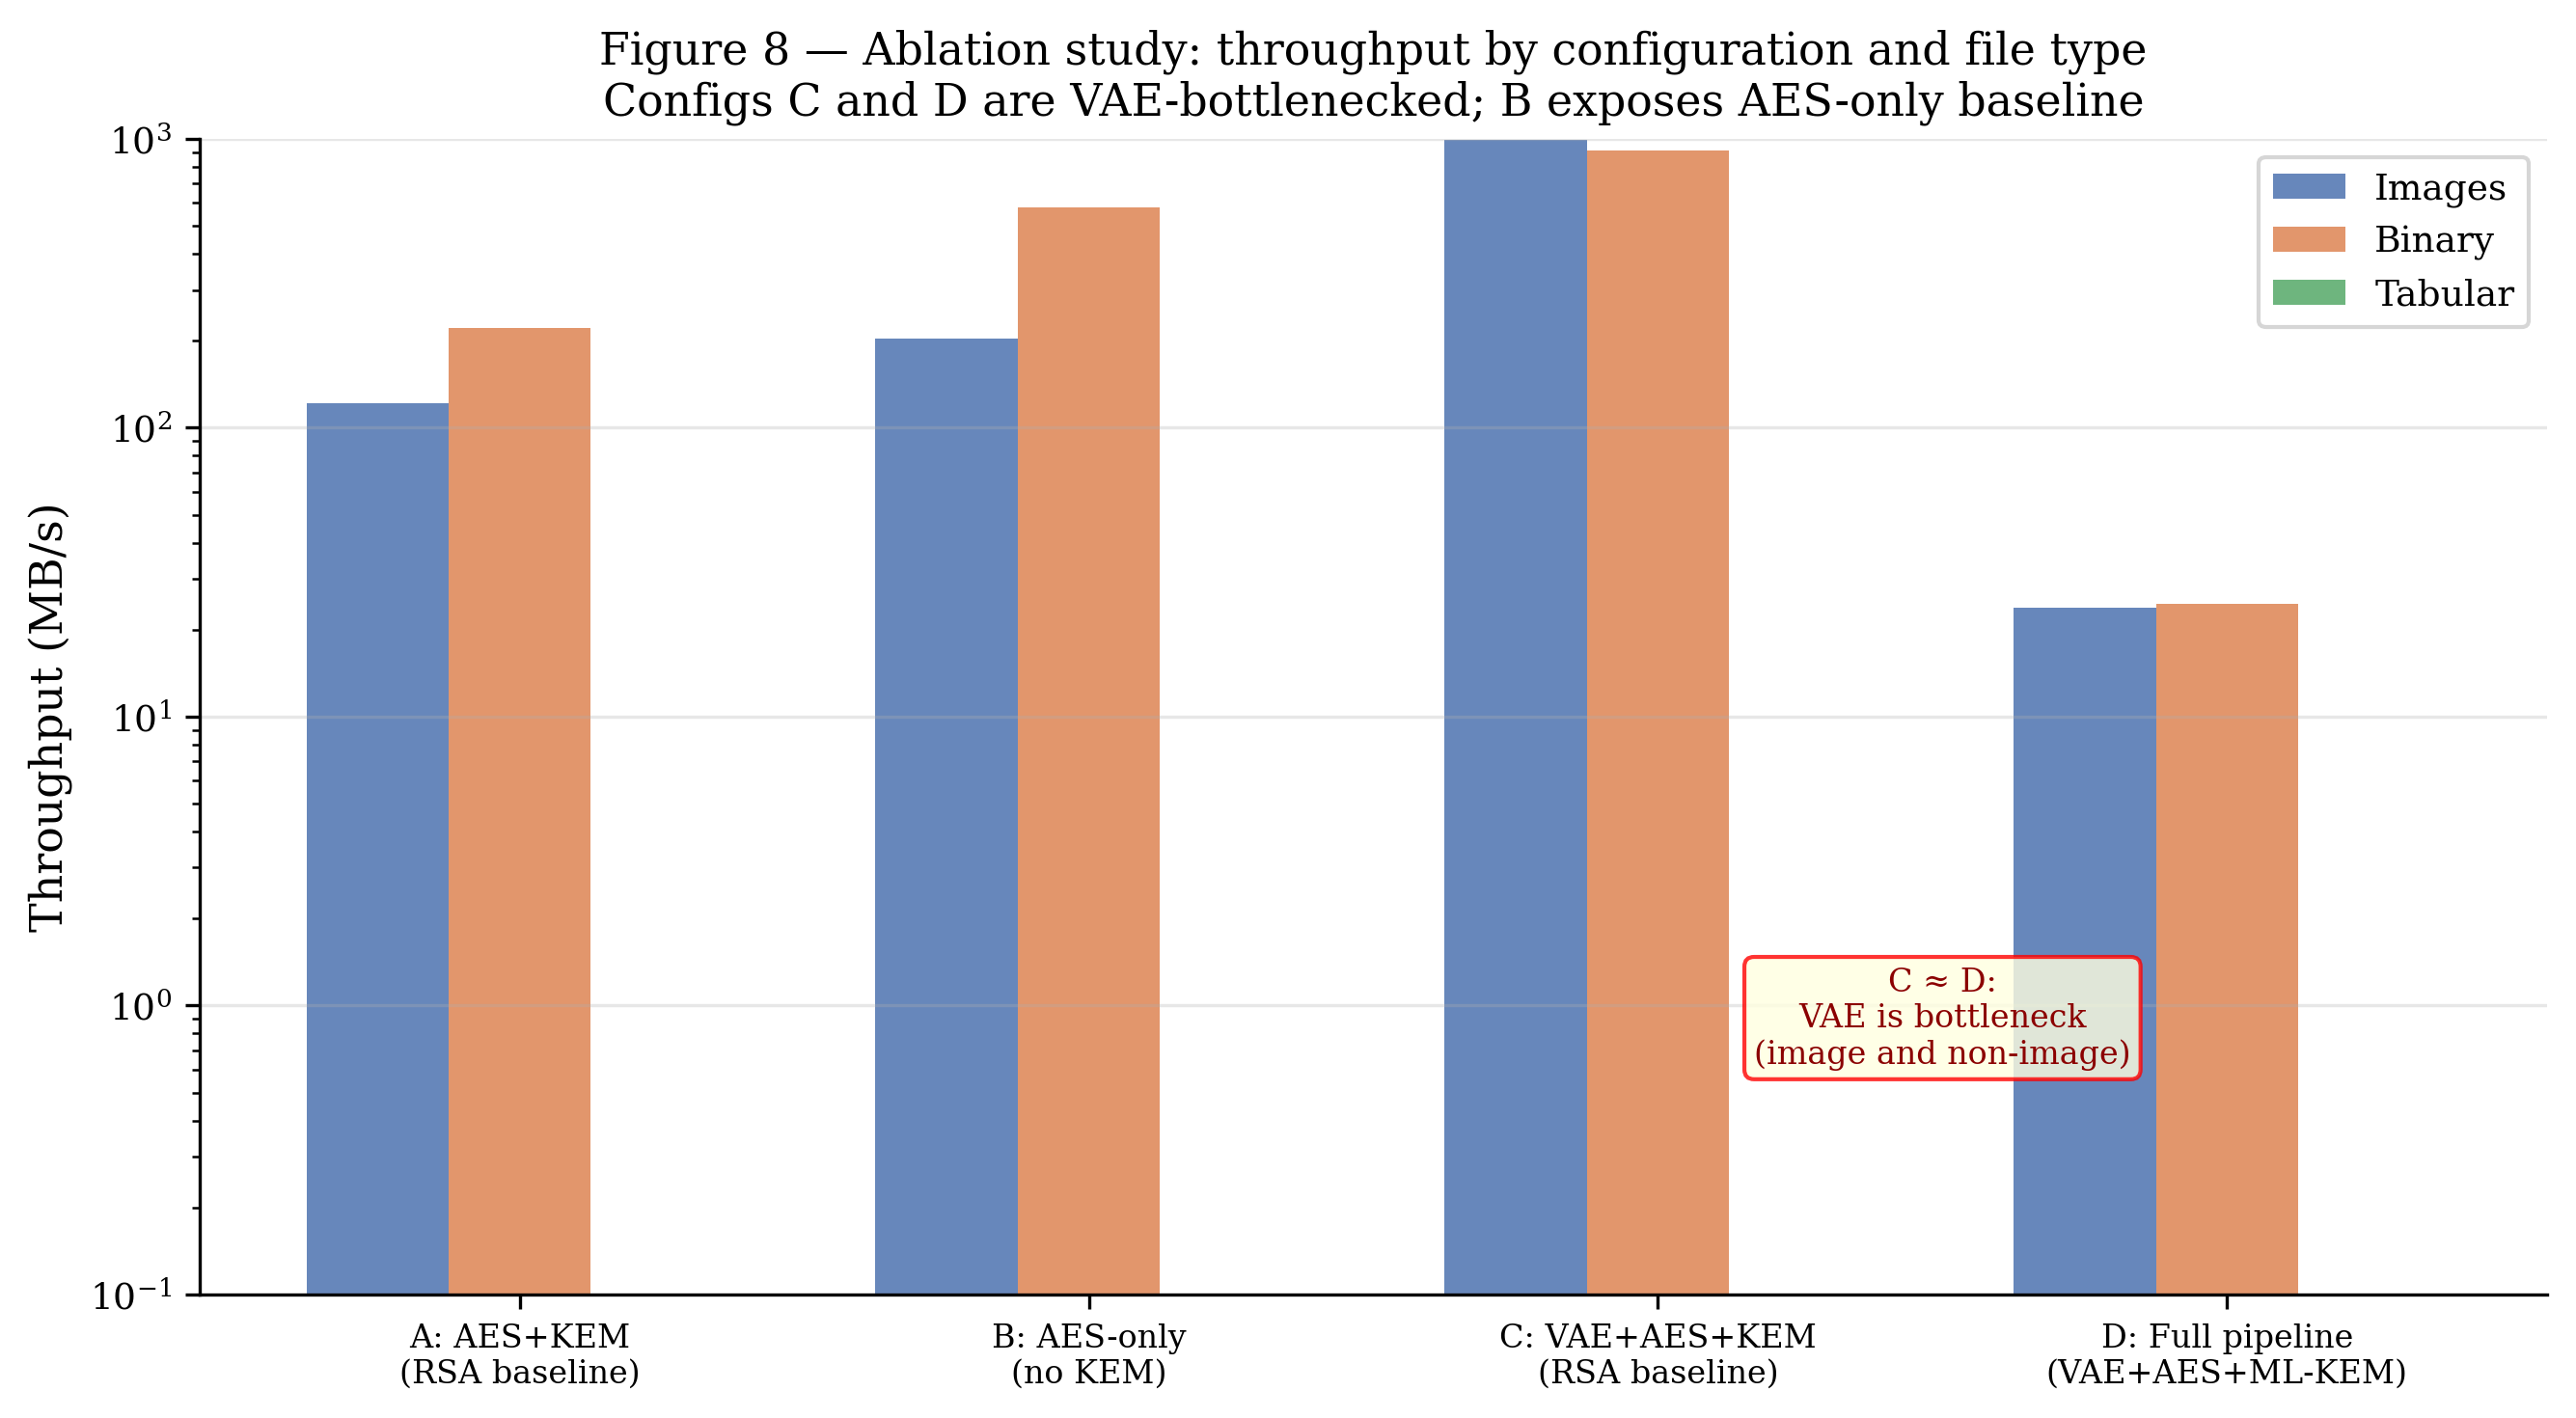 Figure 8 — Ablation study: throughput by configuration and file type
Configs C and D are VAE-bottlenecked; B exposes AES-only baseline
Throughput (MB/s)
10³
10²
10¹
10⁰
10⁻¹
Images
Binary
Tabular
C ≈ D:
VAE is bottleneck
(image and non-image)
A: AES+KEM
(RSA baseline)
B: AES-only
(no KEM)
C: VAE+AES+KEM
(RSA baseline)
D: Full pipeline
(VAE+AES+ML-KEM)